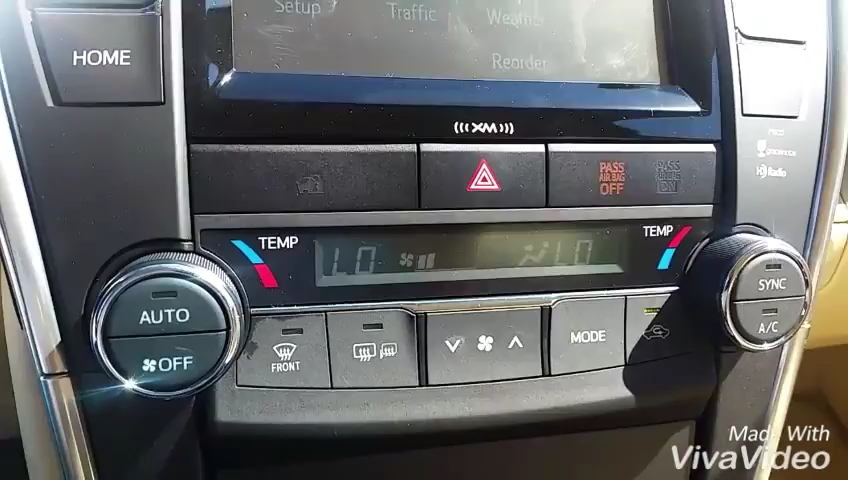 Setup
Traffic
Weather
Reorder
HOME
XM
PASS
AIR BAG
OFF
PASS
AIR BAG
ON
HD Radio
TEMP
LO
LO
TEMP
AUTO
OFF
FRONT
MODE
SYNC
A/C
Made With
VivaVideo